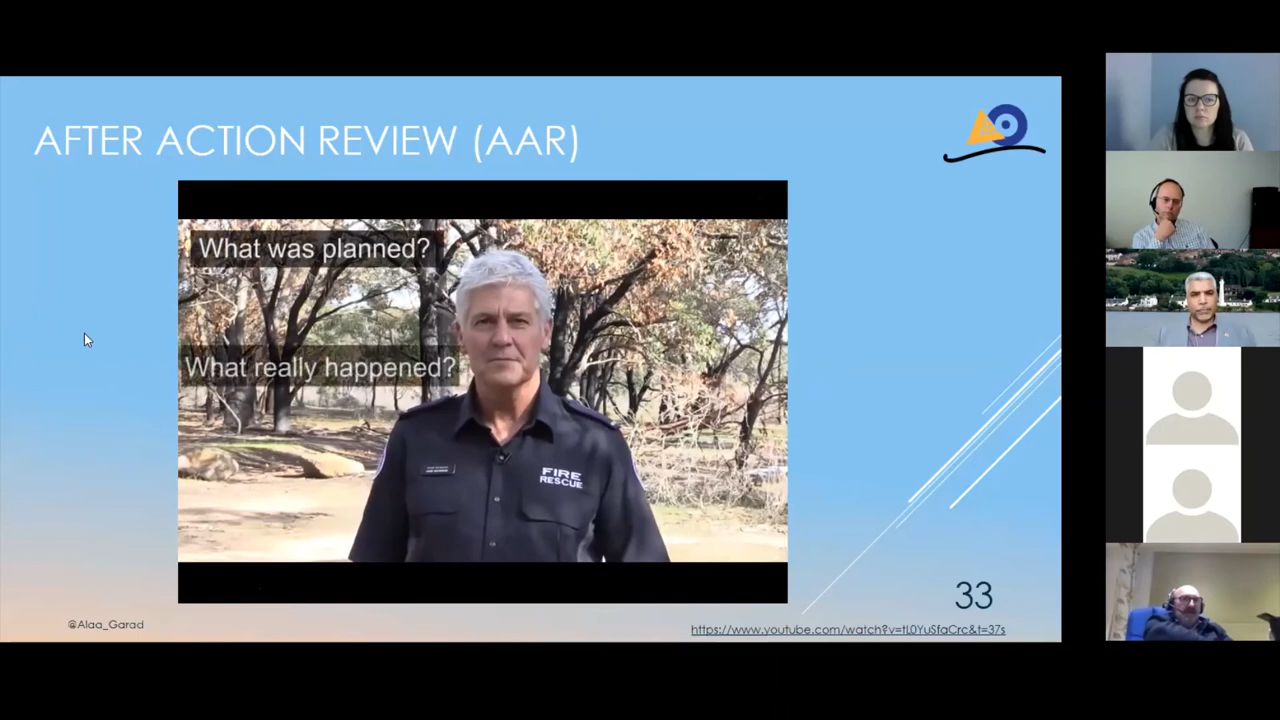 AFTER ACTION REVIEW (AAR)
What was planned?
What really happened?
FIRE
RESCUE
33
@Alaa_Garad
https://www.youtube.com/watch?v=tL0YuSfaCrc&t=37s